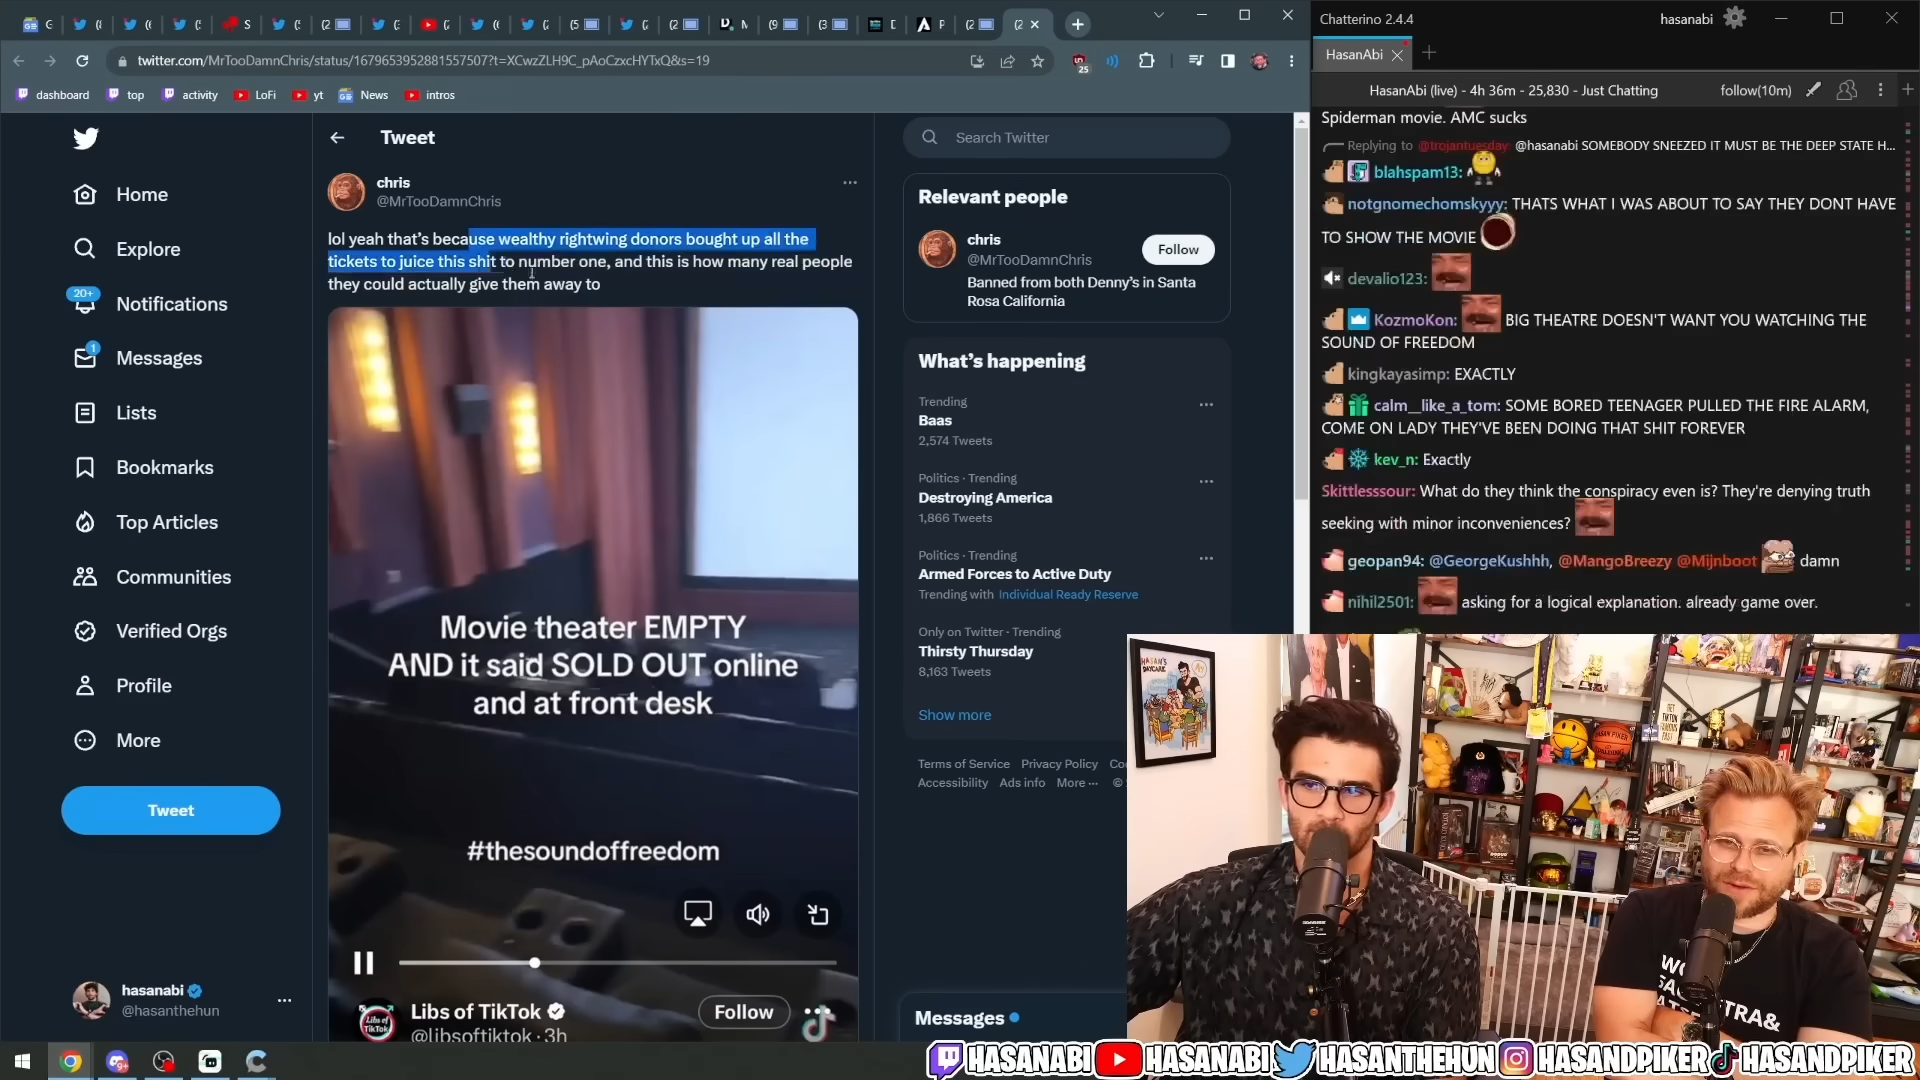 twitter.com/MrTooDamnChris/status/1679653952881557507?t=XCwzZLH9C_pAoCzxcHYTxQ&s=19
25
dashboard
top
activity
LoFi
yt
News
intros
Tweet
chris
@MrTooDamnChris
lol yeah that's because wealthy rightwing donors bought up all the
tickets to juice this shit to number one, and this is how many real people
they could actually give them away to
Movie theater EMPTY
AND it said SOLD OUT online
and at front desk
#thesoundoffreedom
Libs of TikTok
@libsoftiktok · 3h
Follow
Home
Explore
20+
Notifications
1
Messages
Lists
Bookmarks
Top Articles
Communities
Verified Orgs
Profile
More
Tweet
hasanabi
@hasanthehun
Search Twitter
Relevant people
chris
@MrTooDamnChris
Follow
Banned from both Denny's in Santa
Rosa California
What's happening
Trending
Baas
2,574 Tweets
Politics · Trending
Destroying America
1,866 Tweets
Politics · Trending
Armed Forces to Active Duty
Trending with Individual Ready Reserve
Only on Twitter · Trending
Thirsty Thursday
8,163 Tweets
Show more
Terms of Service Privacy Policy
Accessibility Ads info More ··· ©
Messages
Chatterino 2.4.4
hasanabi
HasanAbi
HasanAbi (live) - 4h 36m - 25,830 - Just Chatting
follow(10m)
Spiderman movie. AMC sucks
Replying to @trojantuesday: @hasanabi SOMEBODY SNEEZED IT MUST BE THE DEEP STATE H...
blahspam13:
notgnomechomskyyy: THATS WHAT I WAS ABOUT TO SAY THEY DONT HAVE
TO SHOW THE MOVIE
devalio123:
KozmoKon: BIG THEATRE DOESN'T WANT YOU WATCHING THE
SOUND OF FREEDOM
kingkayasimp: EXACTLY
calm__like_a_tom: SOME BORED TEENAGER PULLED THE FIRE ALARM,
COME ON LADY THEY'VE BEEN DOING THAT SHIT FOREVER
kev_n: Exactly
Skittlesssour: What do they think the conspiracy even is? They're denying truth
seeking with minor inconveniences?
geopan94: @GeorgeKushhh, @MangoBreezy @Mijnboot damn
nihil2501: asking for a logical explanation. already game over.
HASAN'S
DAYCARE
HASANABI HASANABI HASANTHEHUN HASANDPIKER HASANDPIKER